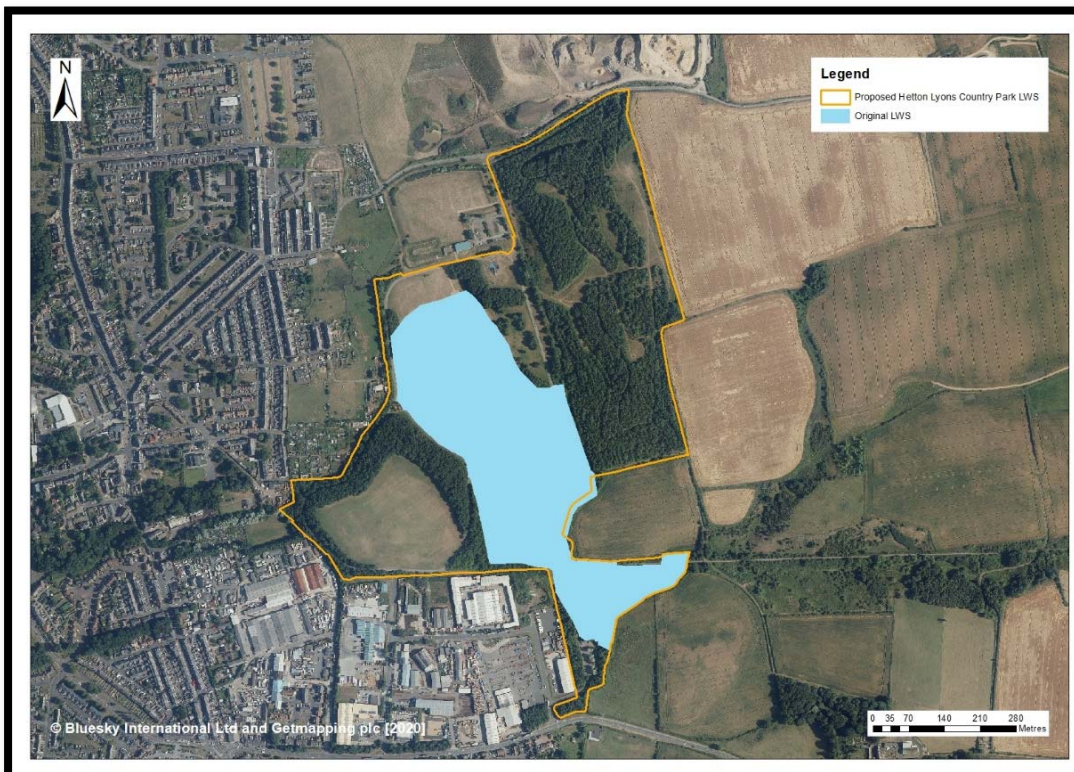 N
Legend
Proposed Hetton Lyons Country Park LWS
Original LWS
© Bluesky International Ltd and Getmapping plc [2020]
0 35 70 140 210 280
Metres